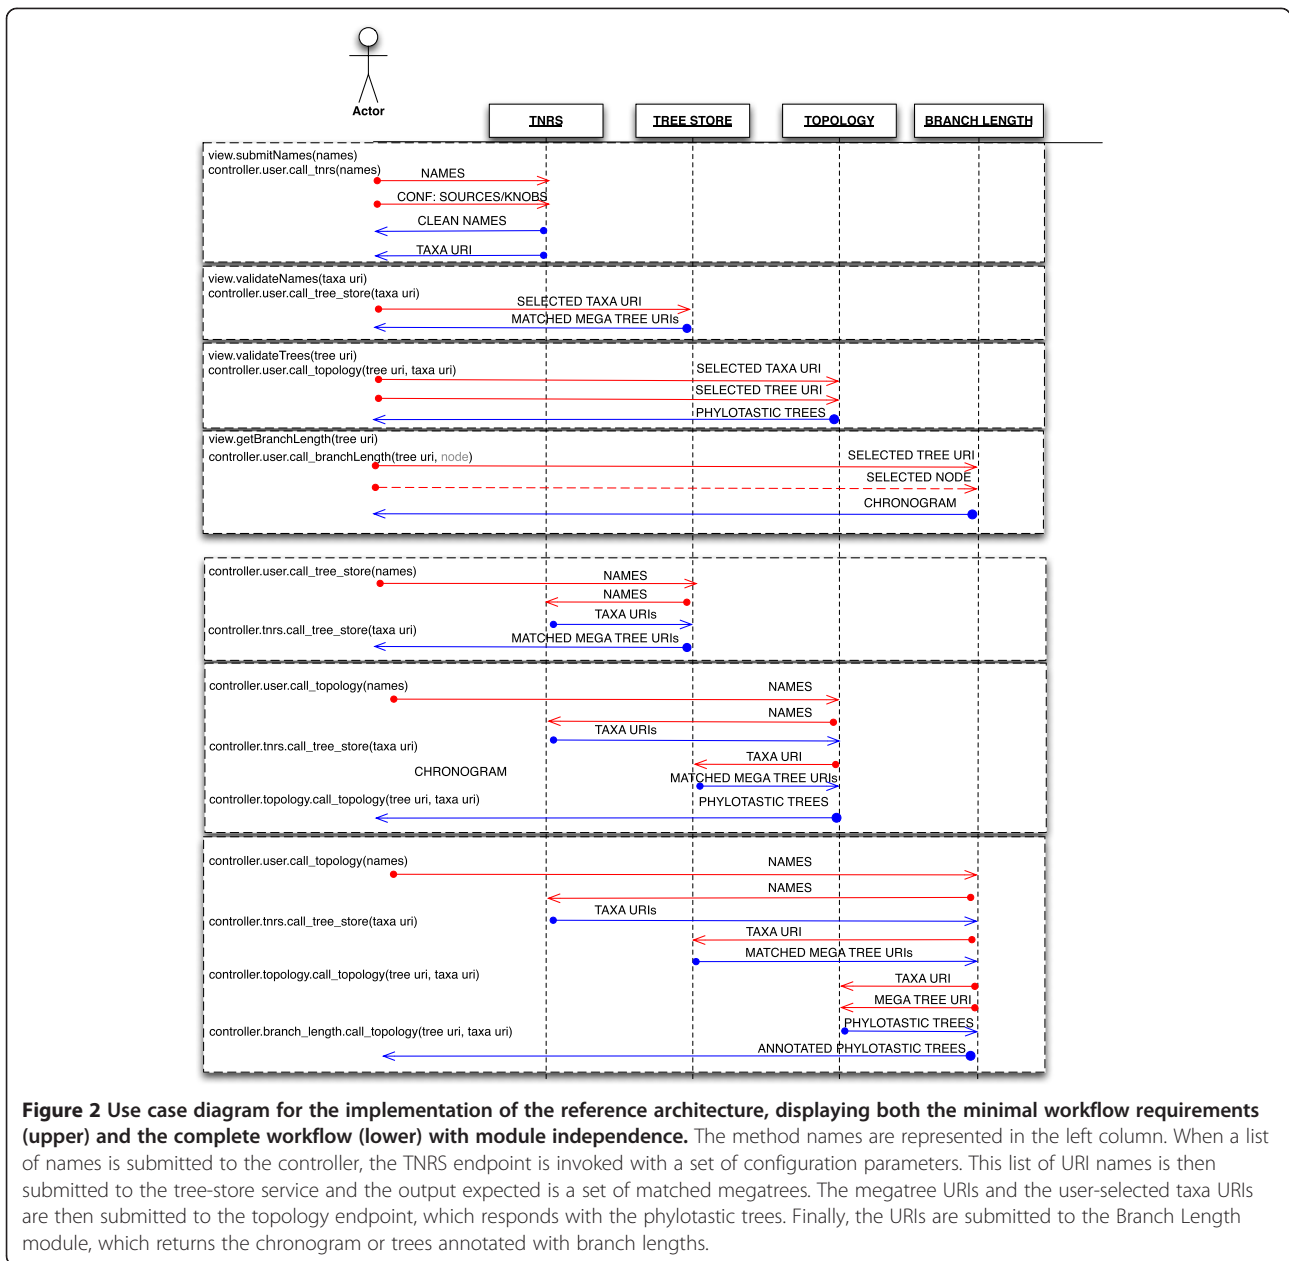 Actor
TNRS
TREE STORE
TOPOLOGY
BRANCH LENGTH
view.submitNames(names)
controller.user.call_tnrs(names)
NAMES
CONF: SOURCES/KNOBS
CLEAN NAMES
TAXA URI
view.validateNames(taxa uri)
controller.user.call_tree_store(taxa uri)
SELECTED TAXA URI
MATCHED MEGA TREE URIs
view.validateTrees(tree uri)
controller.user.call_topology(tree uri, taxa uri)
SELECTED TAXA URI
SELECTED TREE URI
PHYLOTASTIC TREES
view.getBranchLength(tree uri)
controller.user.call_branchLength(tree uri, node)
SELECTED TREE URI
SELECTED NODE
CHRONOGRAM
controller.user.call_tree_store(names)
NAMES
NAMES
TAXA URIs
controller.tnrs.call_tree_store(taxa uri)
MATCHED MEGA TREE URIs
controller.user.call_topology(names)
NAMES
NAMES
TAXA URIs
controller.tnrs.call_tree_store(taxa uri)
TAXA URI
CHRONOGRAM
MATCHED MEGA TREE URIs
controller.topology.call_topology(tree uri, taxa uri)
PHYLOTASTIC TREES
controller.user.call_topology(names)
NAMES
NAMES
TAXA URIs
controller.tnrs.call_tree_store(taxa uri)
TAXA URI
MATCHED MEGA TREE URIs
controller.topology.call_topology(tree uri, taxa uri)
TAXA URI
MEGA TREE URI
PHYLOTASTIC TREES
controller.branch_length.call_topology(tree uri, taxa uri)
ANNOTATED PHYLOTASTIC TREES
Figure 2 Use case diagram for the implementation of the reference architecture, displaying both the minimal workflow requirements
(upper) and the complete workflow (lower) with module independence. The method names are represented in the left column. When a list
of names is submitted to the controller, the TNRS endpoint is invoked with a set of configuration parameters. This list of URI names is then
submitted to the tree-store service and the output expected is a set of matched megatrees. The megatree URIs and the user-selected taxa URIs
are then submitted to the topology endpoint, which responds with the phylotastic trees. Finally, the URIs are submitted to the Branch Length
module, which returns the chronogram or trees annotated with branch lengths.